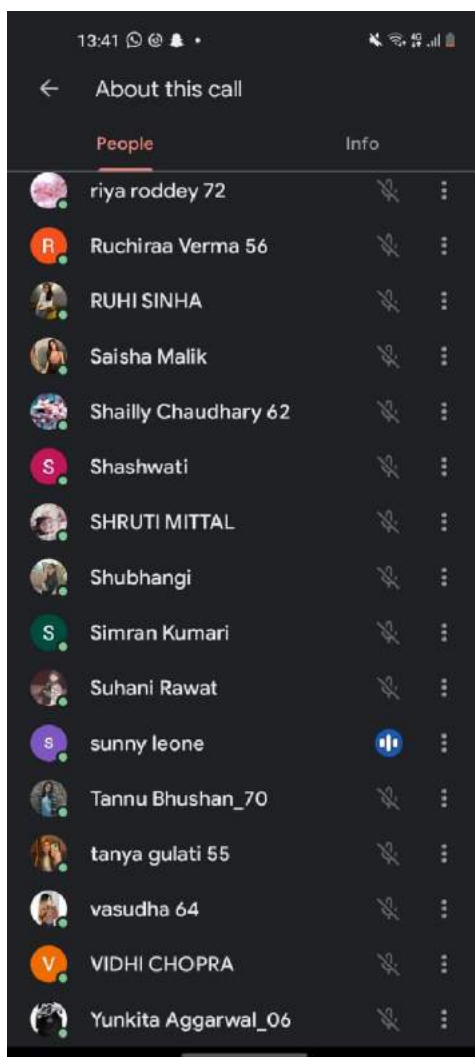 13:41
4G
About this call
People Info
riya roddey 72
R Ruchiraa Verma 56
RUHI SINHA
Saisha Malik
Shailly Chaudhary 62
S Shashwati
SHRUTI MITTAL
Shubhangi
S Simran Kumari
Suhani Rawat
s sunny leone
Tannu Bhushan_70
tanya gulati 55
vasudha 64
V VIDHI CHOPRA
Yunkita Aggarwal_06